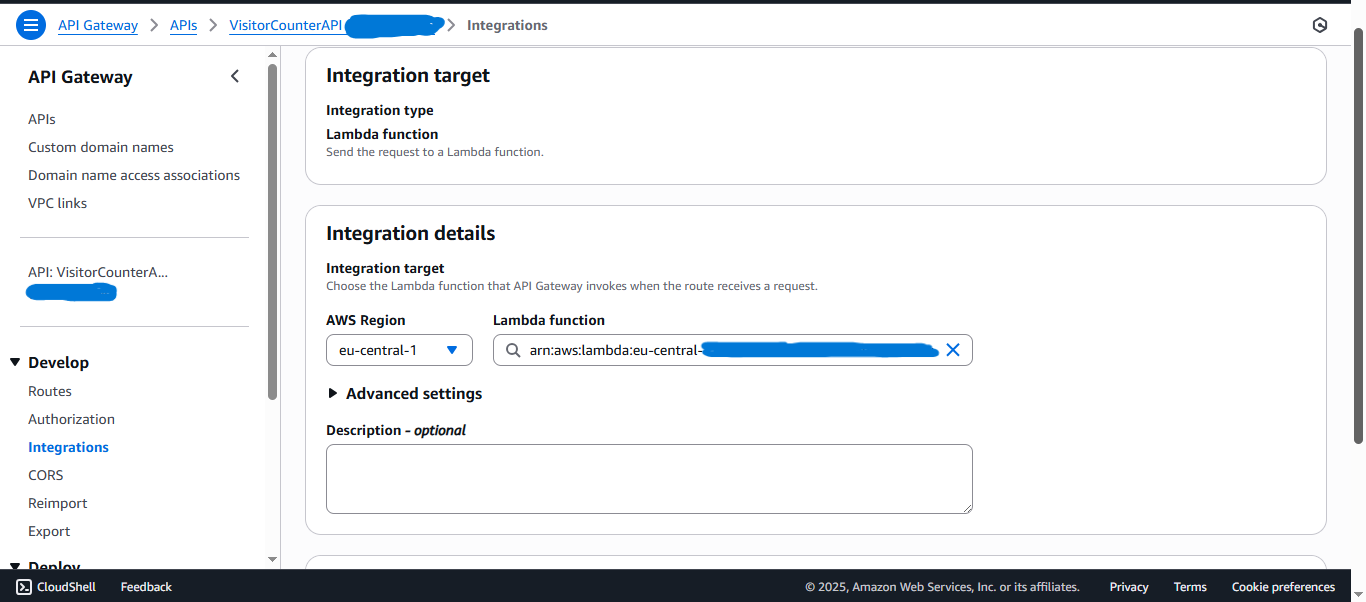 API Gateway > APIs > VisitorCounterAPI > Integrations
API Gateway
APIs
Custom domain names
Domain name access associations
VPC links
API: VisitorCounterA...
Develop
Routes
Authorization
Integrations
CORS
Reimport
Export
Deploy
Integration target
Integration type
Lambda function
Send the request to a Lambda function.
Integration details
Integration target
Choose the Lambda function that API Gateway invokes when the route receives a request.
AWS Region Lambda function
eu-central-1 arn:aws:lambda:eu-central-
Advanced settings
Description - optional
CloudShell Feedback © 2025, Amazon Web Services, Inc. or its affiliates. Privacy Terms Cookie preferences